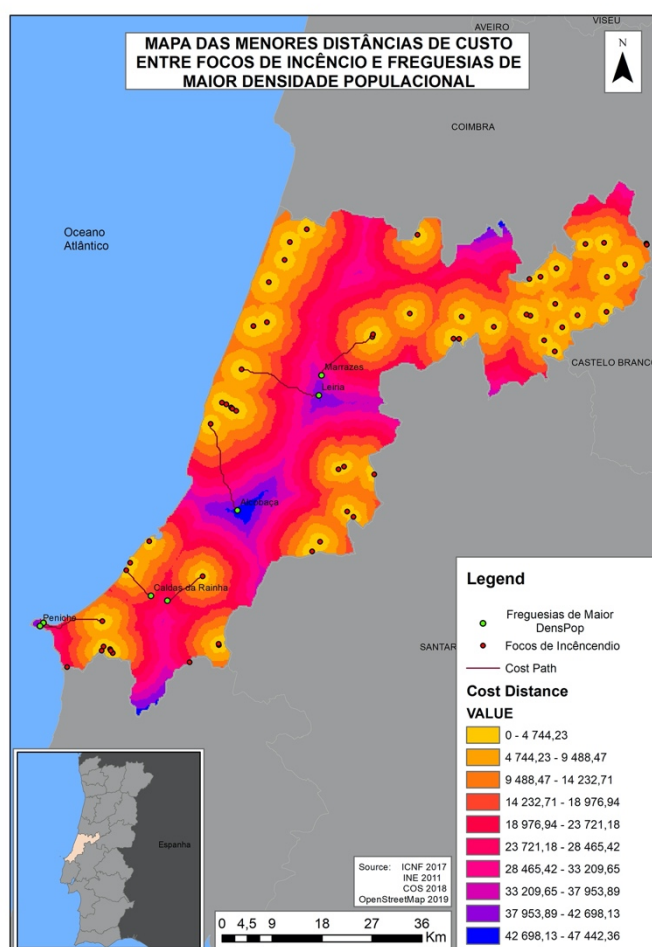 AVEIRO
VISEU
MAPA DAS MENORES DISTÂNCIAS DE CUSTO
ENTRE FOCOS DE INCÊNCIO E FREGUESIAS DE
MAIOR DENSIDADE POPULACIONAL
N
COIMBRA
Oceano
Atlântico
CASTELO BRANCO
Marrazes
Leiria
Alcobaça
Caldas da Rainha
Peniche
SANTAR
Legend
Freguesias de Maior
DensPop
Focos de Incêncendio
Cost Path
Cost Distance
VALUE
0 - 4 744,23
4 744,23 - 9 488,47
9 488,47 - 14 232,71
14 232,71 - 18 976,94
18 976,94 - 23 721,18
23 721,18 - 28 465,42
28 465,42 - 33 209,65
33 209,65 - 37 953,89
37 953,89 - 42 698,13
42 698,13 - 47 442,36
Espanha
Source: ICNF 2017
INE 2011
COS 2018
OpenStreetMap 2019
0 4,5 9 18 27 36
Km